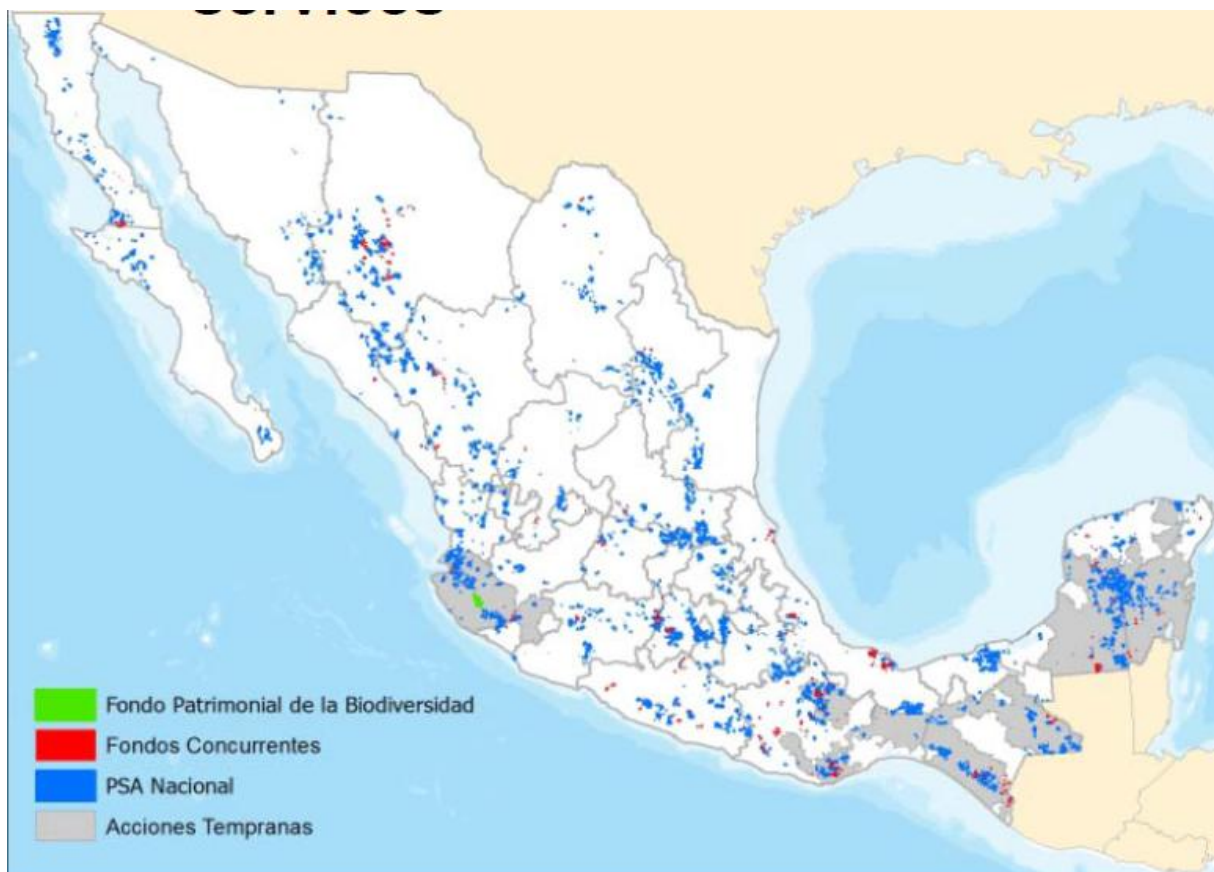 Fondo Patrimonial de la Biodiversidad
Fondos Concurrentes
PSA Nacional
Acciones Tempranas